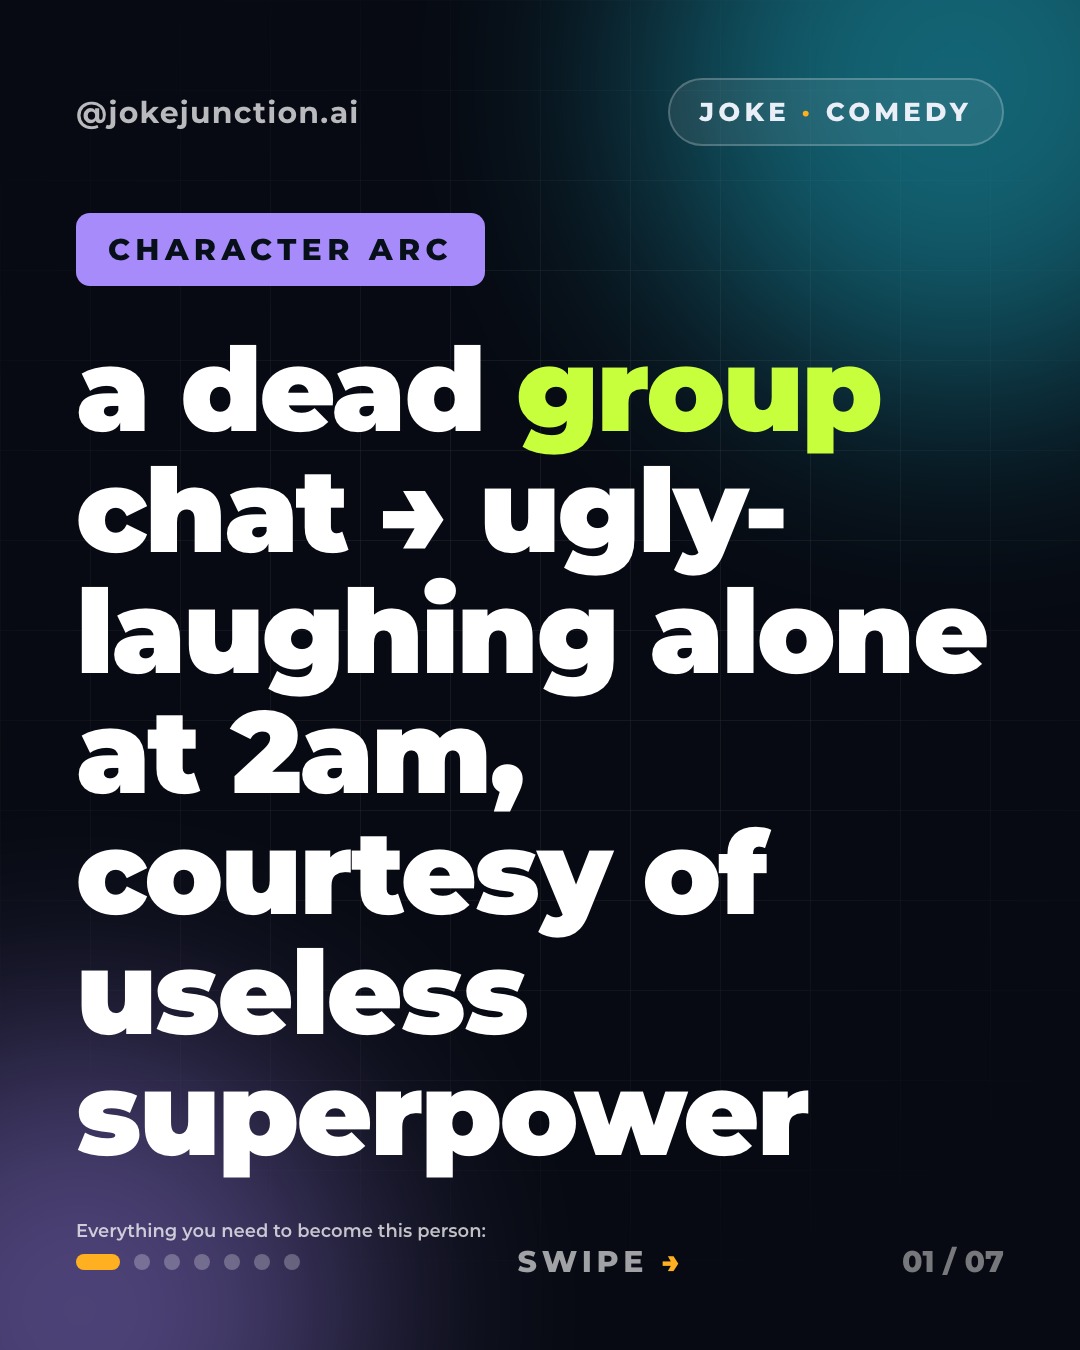 @jokejunction.ai
JOKE · COMEDY
CHARACTER ARC
a dead group
chat → ugly-
laughing alone
at 2am,
courtesy of
useless
superpower
Everything you need to become this person:
SWIPE →
01 / 07